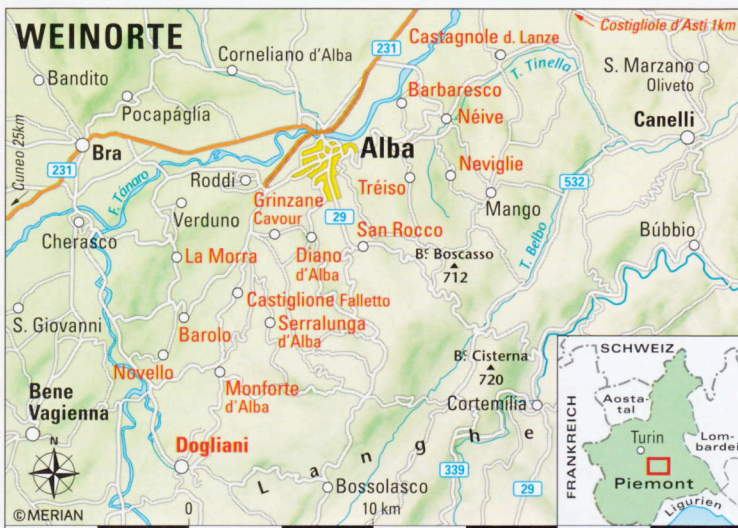 WEINORTE
Costigliole d'Asti 1km
231
Castagnole d. Lanze
Corneliano d'Alba
T. Tinella
S. Marzano
Oliveto
Bandito
Barbaresco
Pocapáglia
Néive
Canelli
Cuneo 25km
Bra
Alba
231
Roddi
Tréiso
Neviglie
532
F. Tánaro
Grinzane
Cavour
29
Mango
Verduno
Cherasco
San Rocco
T. Belbo
Búbbio
La Morra
Diano
d'Alba
Bc. Boscasso
712
Castiglione Falletto
S. Giovanni
Barolo
Serralunga
d'Alba
Novello
Bc. Cisterna
720
SCHWEIZ
Bene
Vagienna
Monforte
d'Alba
Cortemília
Aosta-
tal
FRANKREICH
N
Dogliani
Turin
Lom-
bardei
Langhe
339
29
Piemont
Bossolasco
Ligurien
©MERIAN
0
10 km